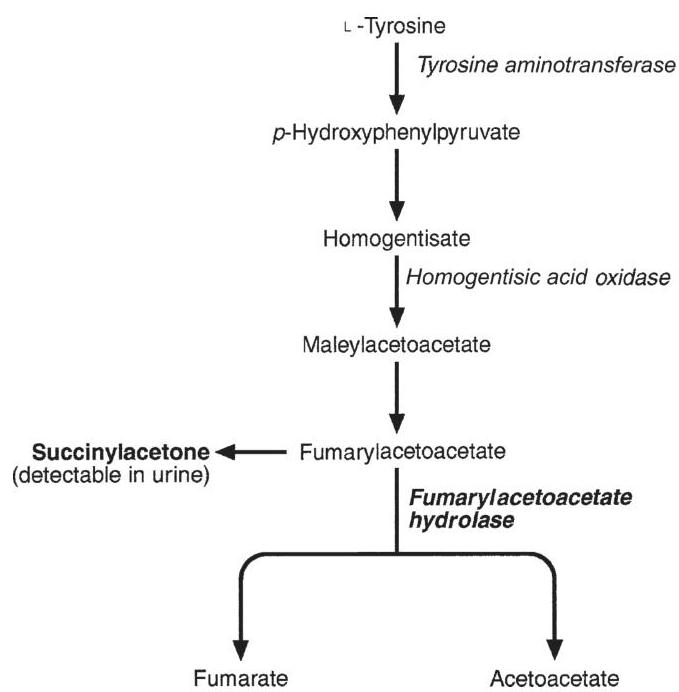 L-Tyrosine
Tyrosine aminotransferase
p-Hydroxyphenylpyruvate
Homogentisate
Homogentisic acid oxidase
Maleylacetoacetate
Succinylacetone
(detectable in urine)
Fumarylacetoacetate
Fumarylacetoacetate
hydrolase
Fumarate
Acetoacetate